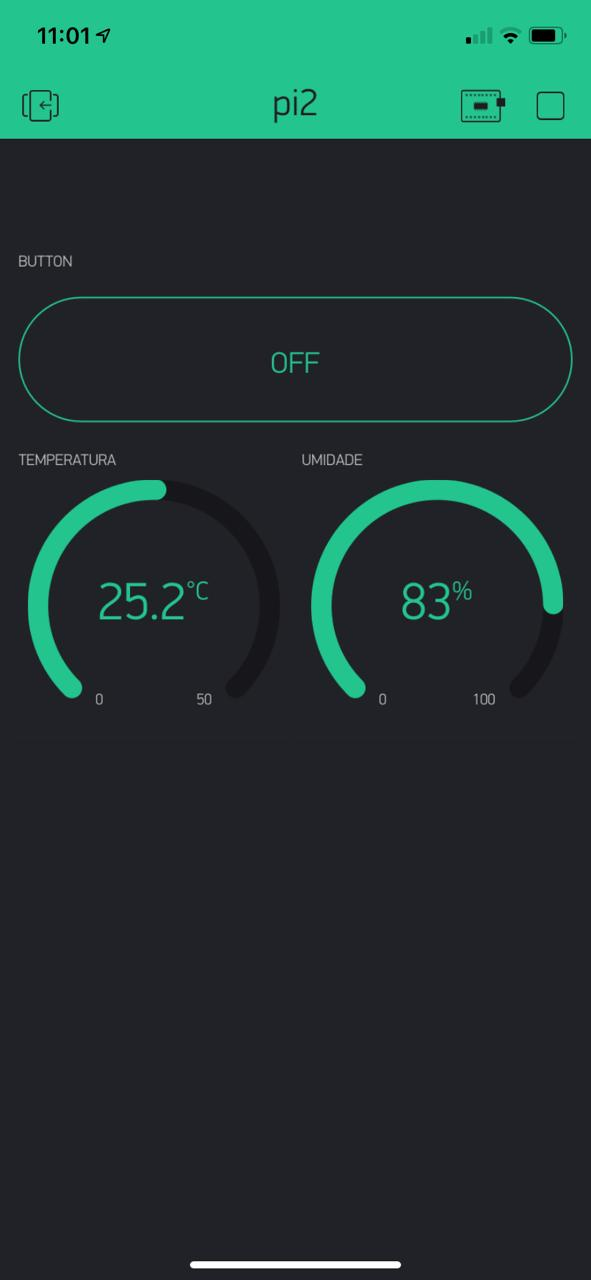 11:01
pi2
BUTTON
OFF
TEMPERATURA UMIDADE
25.2°C 83%
0 50 0 100